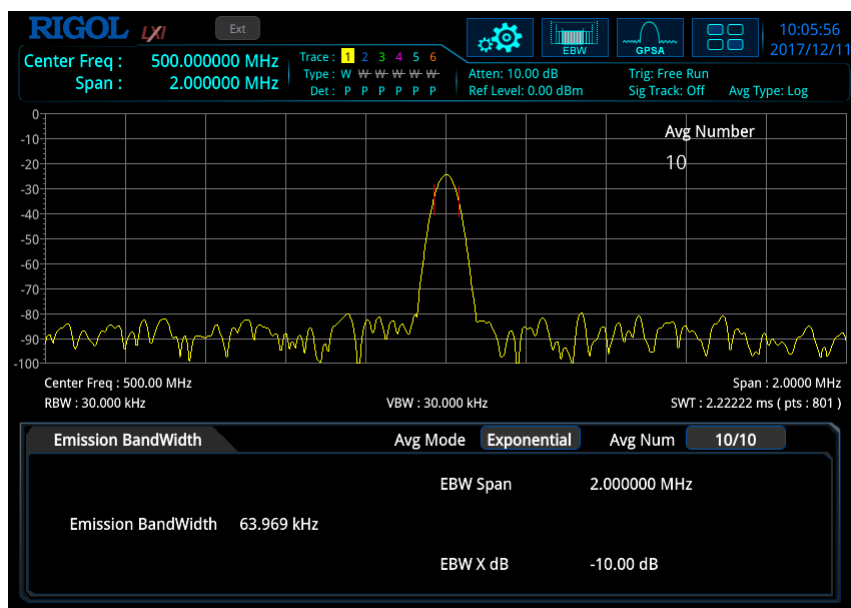 RIGOL LXI Ext 10:05:56
EBW GPSA 2017/12/11
Center Freq : 500.000000 MHz Trace : 1 2 3 4 5 6
Span : 2.000000 MHz Type : W W W W W W Atten: 10.00 dB Trig: Free Run
Det : P P P P P P Ref Level: 0.00 dBm Sig Track: Off Avg Type: Log
0
Avg Number
-10
10
-20
-30
-40
-50
-60
-70
-80
-90
-100
Center Freq : 500.00 MHz Span : 2.0000 MHz
RBW : 30.000 kHz VBW : 30.000 kHz SWT : 2.22222 ms ( pts : 801 )
Emission BandWidth Avg Mode Exponential Avg Num 10/10
EBW Span 2.000000 MHz
Emission BandWidth 63.969 kHz
EBW X dB -10.00 dB